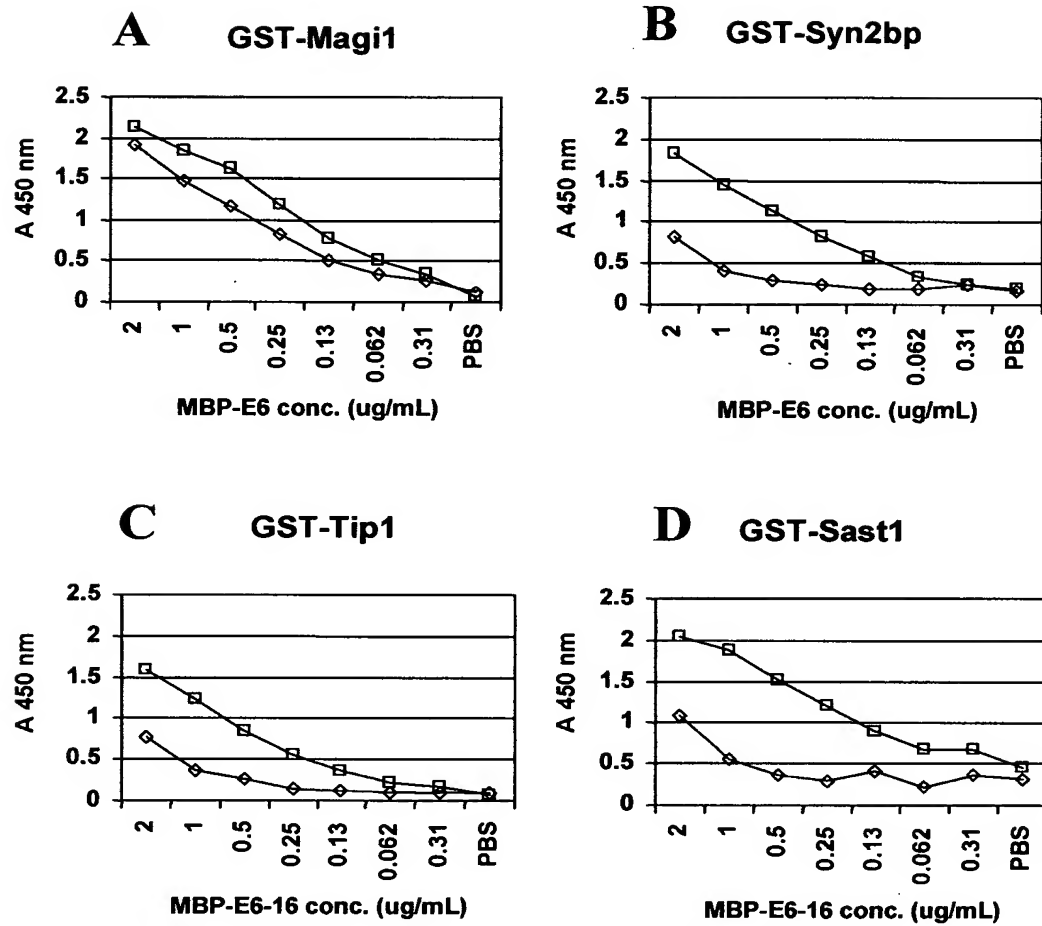 A
GST-Magi1
2.5
2
1.5
1
0.5
0
A 450 nm
2
1
0.5
0.25
0.13
0.062
0.31
PBS
MBP-E6 conc. (ug/mL)
B
GST-Syn2bp
2.5
2
1.5
1
0.5
0
A 450 nm
2
1
0.5
0.25
0.13
0.062
0.31
PBS
MBP-E6 conc. (ug/mL)
C
GST-Tip1
2.5
2
1.5
1
0.5
0
A 450 nm
2
1
0.5
0.25
0.13
0.062
0.31
PBS
MBP-E6-16 conc. (ug/mL)
D
GST-Sast1
2.5
2
1.5
1
0.5
0
A 450 nm
2
1
0.5
0.25
0.13
0.062
0.31
PBS
MBP-E6-16 conc. (ug/mL)